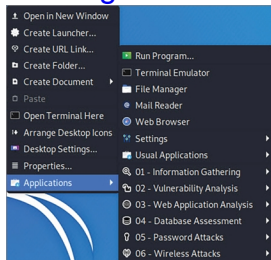 Open in New Window
Create Launcher...
Create URL Link...
Create Folder...
Create Document
Paste
Open Terminal Here
Arrange Desktop Icons
Desktop Settings...
Properties...
Applications
Run Program...
Terminal Emulator
File Manager
Mail Reader
Web Browser
Settings
Usual Applications
01 - Information Gathering
02 - Vulnerability Analysis
03 - Web Application Analysis
04 - Database Assessment
05 - Password Attacks
06 - Wireless Attacks